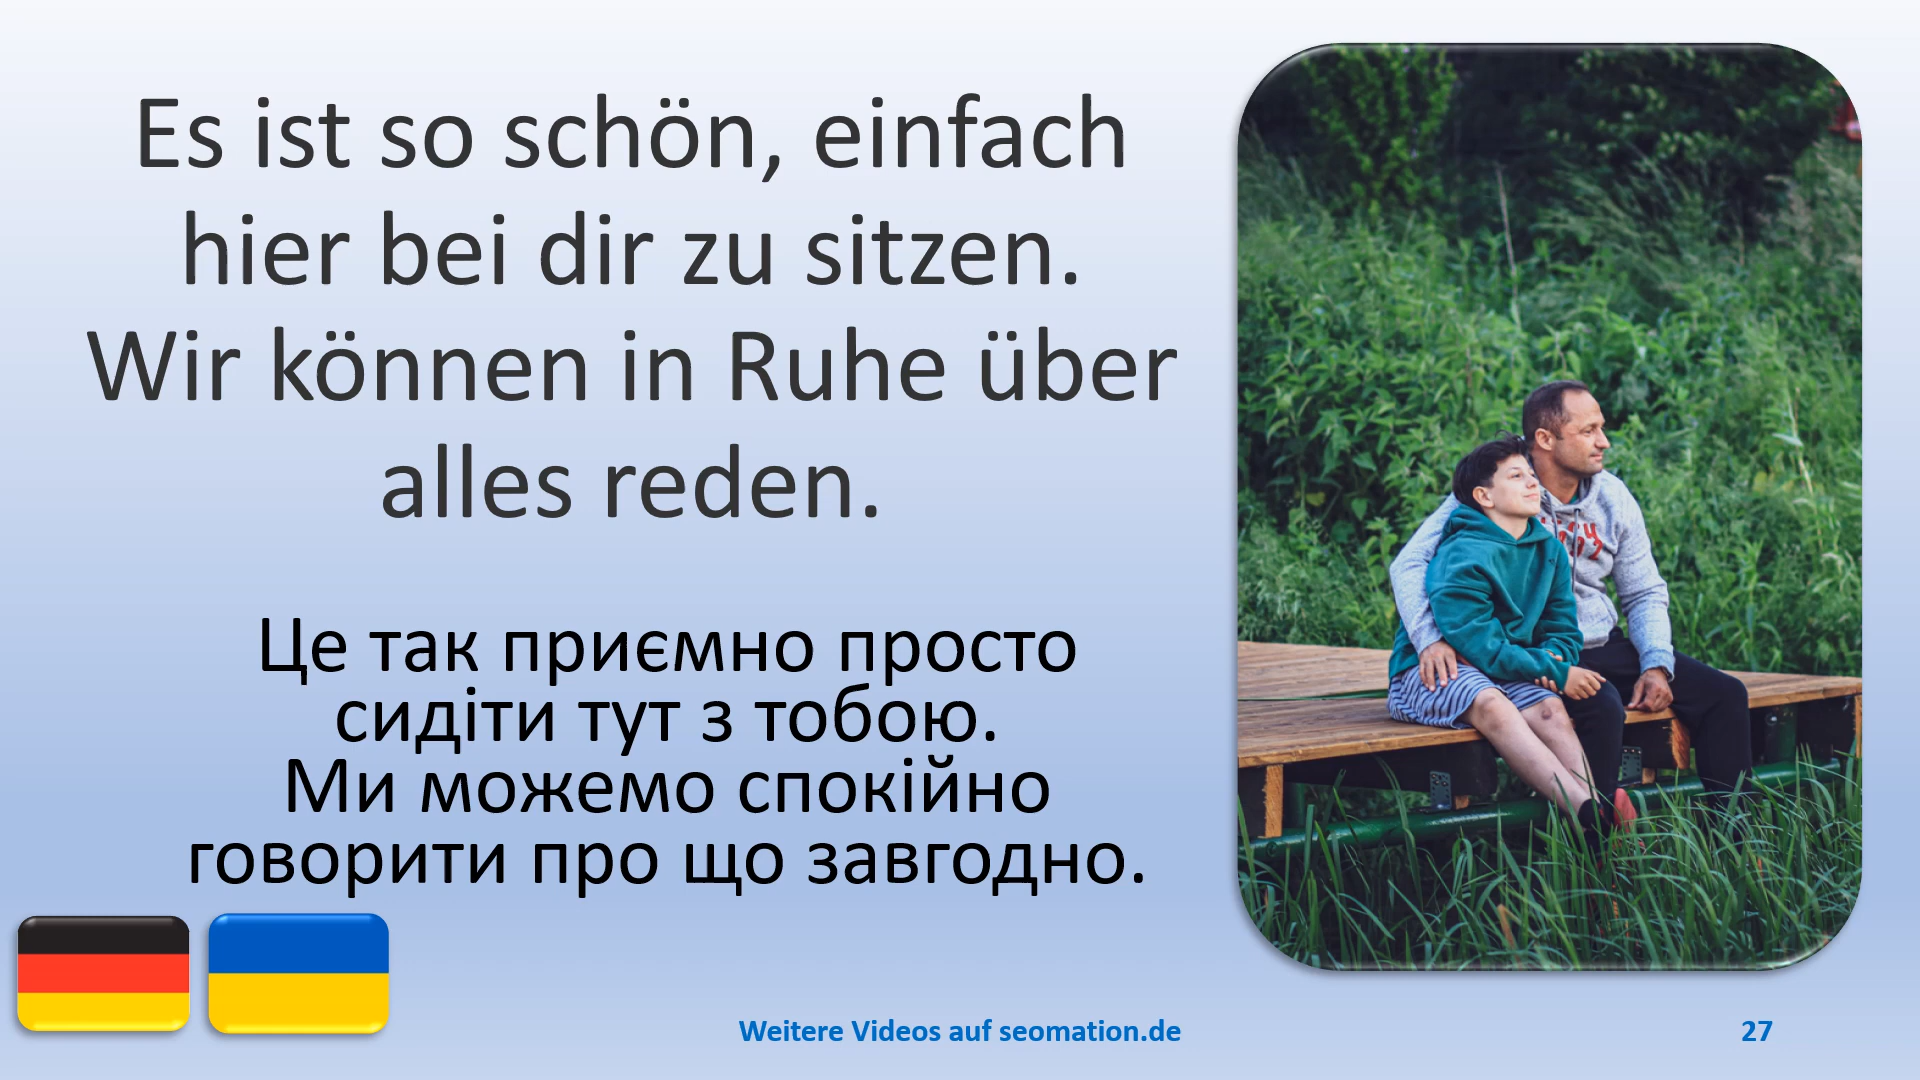 Es ist so schön, einfach
hier bei dir zu sitzen.
Wir können in Ruhe über
alles reden.
Це так приємно просто
сидіти тут з тобою.
Ми можемо спокійно
говорити про що завгодно.
Weitere Videos auf seomation.de
27